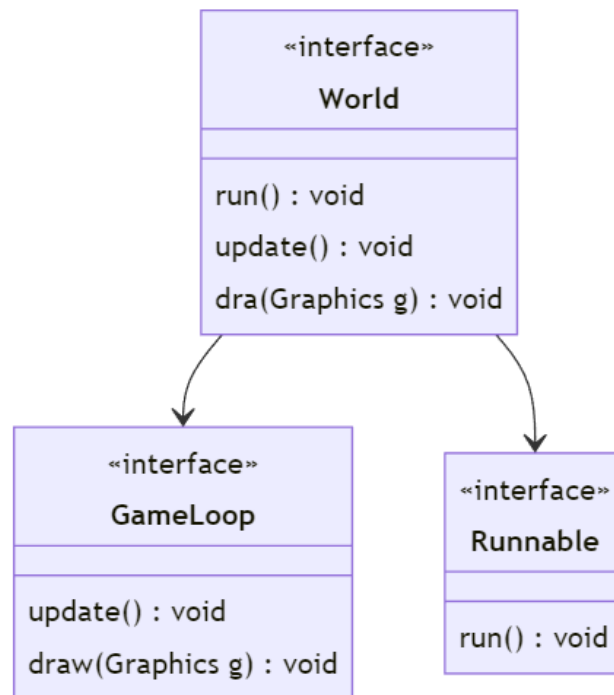 «interface»
World
run() : void
update() : void
dra(Graphics g) : void
«interface»
GameLoop
update() : void
draw(Graphics g) : void
«interface»
Runnable
run() : void